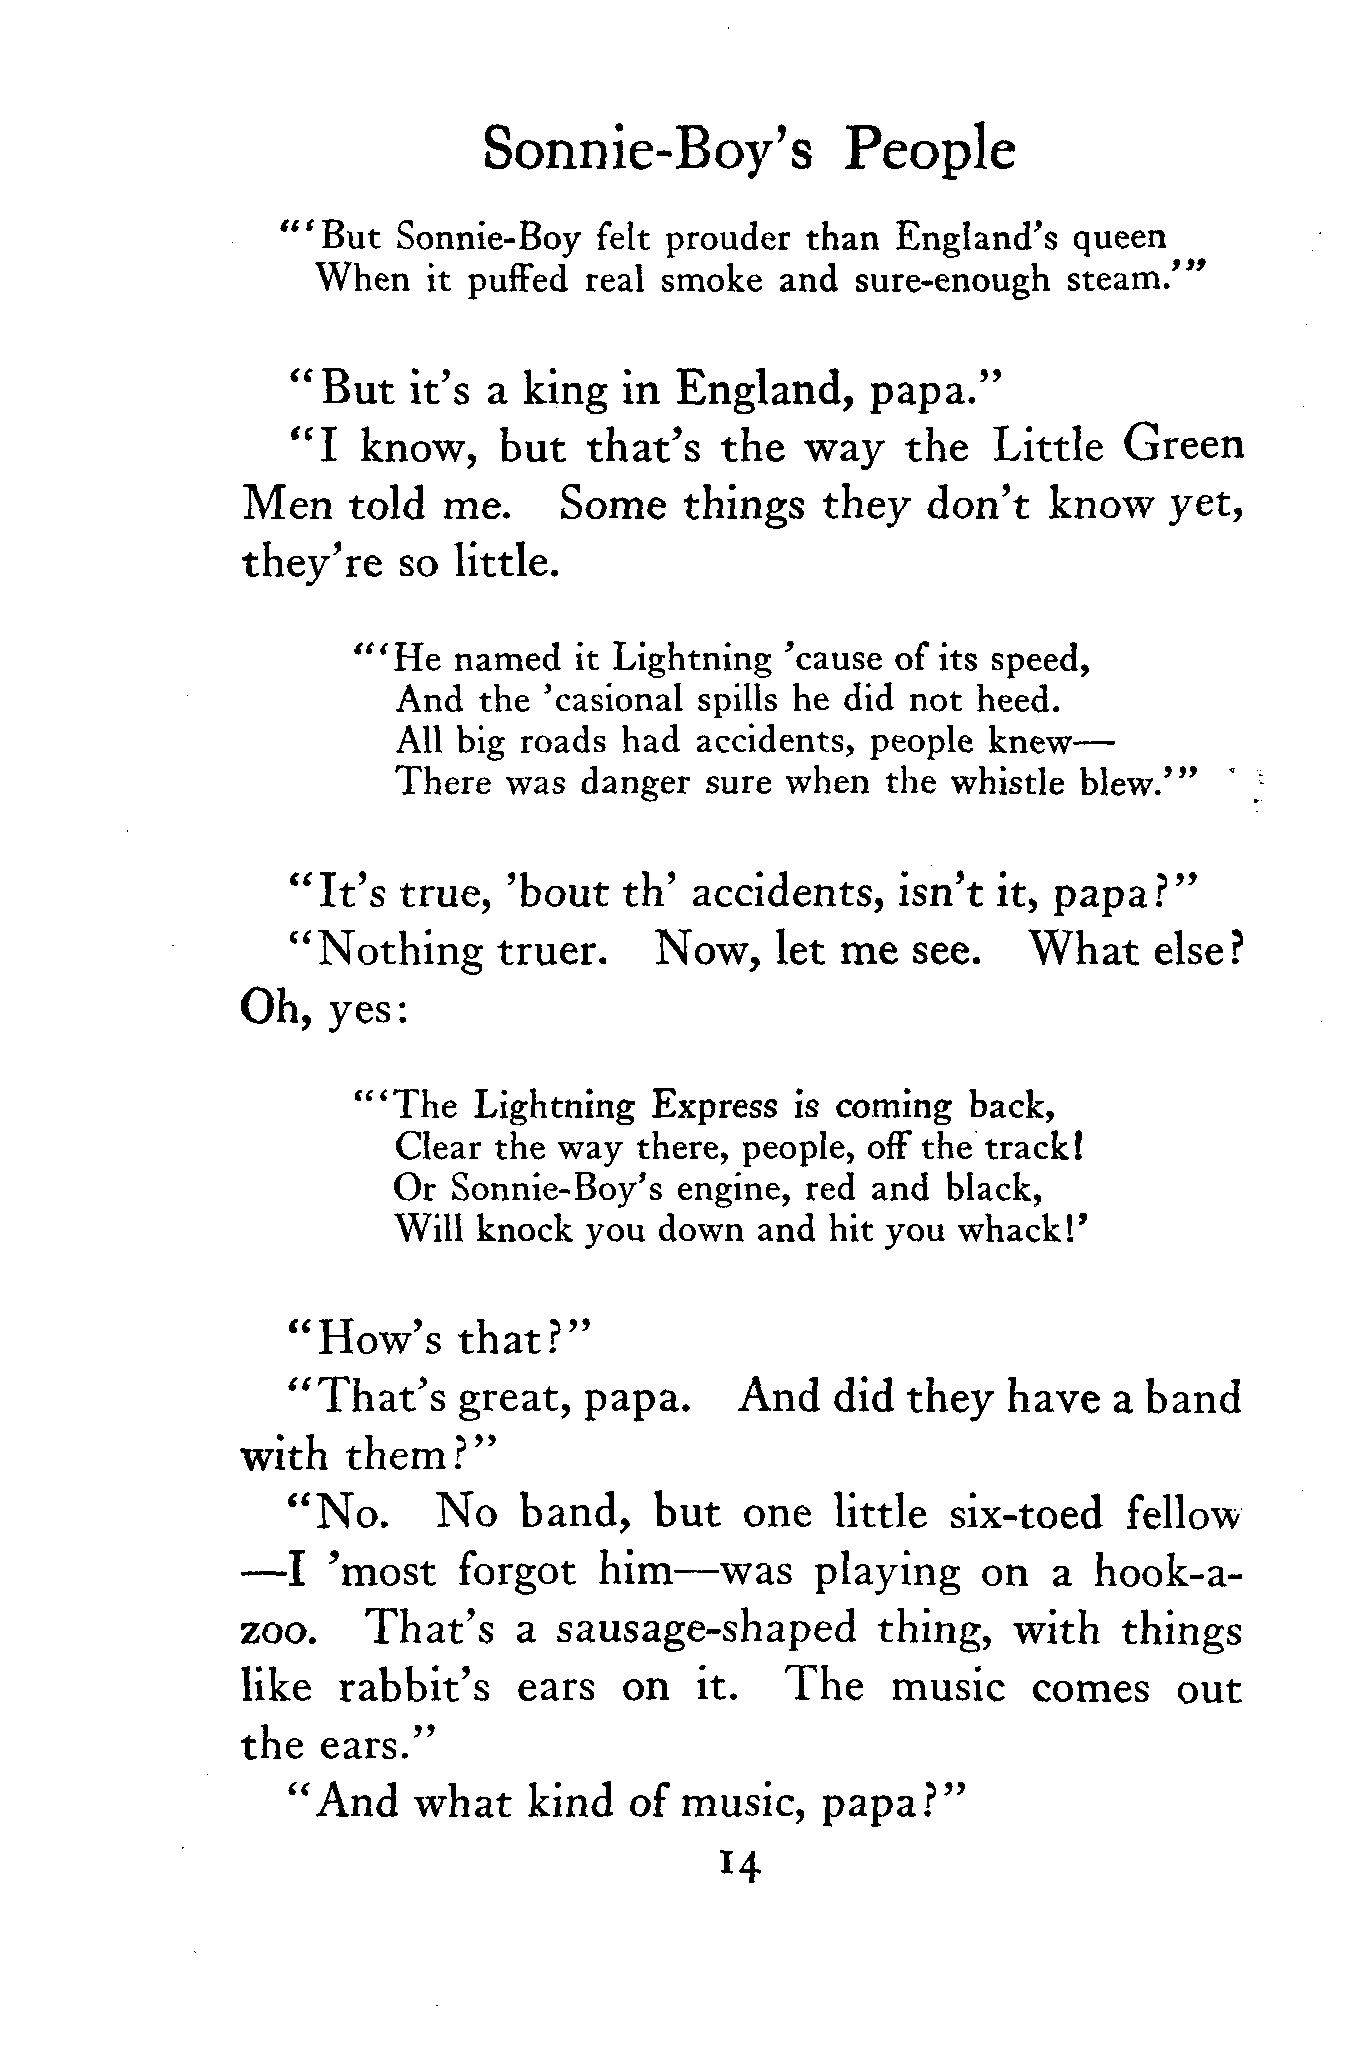 Sonnie-Boy's People
"'But Sonnie-Boy felt prouder than England's queen
When it puffed real smoke and sure-enough steam.'"
"But it's a king in England, papa."
"I know, but that's the way the Little Green
Men told me. Some things they don't know yet,
they're so little.
"'He named it Lightning 'cause of its speed,
And the 'casional spills he did not heed.
All big roads had accidents, people knew—
There was danger sure when the whistle blew.'"
"It's true, 'bout th' accidents, isn't it, papa?"
"Nothing truer. Now, let me see. What else?
Oh, yes:
"'The Lightning Express is coming back,
Clear the way there, people, off the track!
Or Sonnie-Boy's engine, red and black,
Will knock you down and hit you whack!'
"How's that?"
"That's great, papa. And did they have a band
with them?"
"No. No band, but one little six-toed fellow
—I 'most forgot him—was playing on a hook-a-
zoo. That's a sausage-shaped thing, with things
like rabbit's ears on it. The music comes out
the ears."
"And what kind of music, papa?"
14